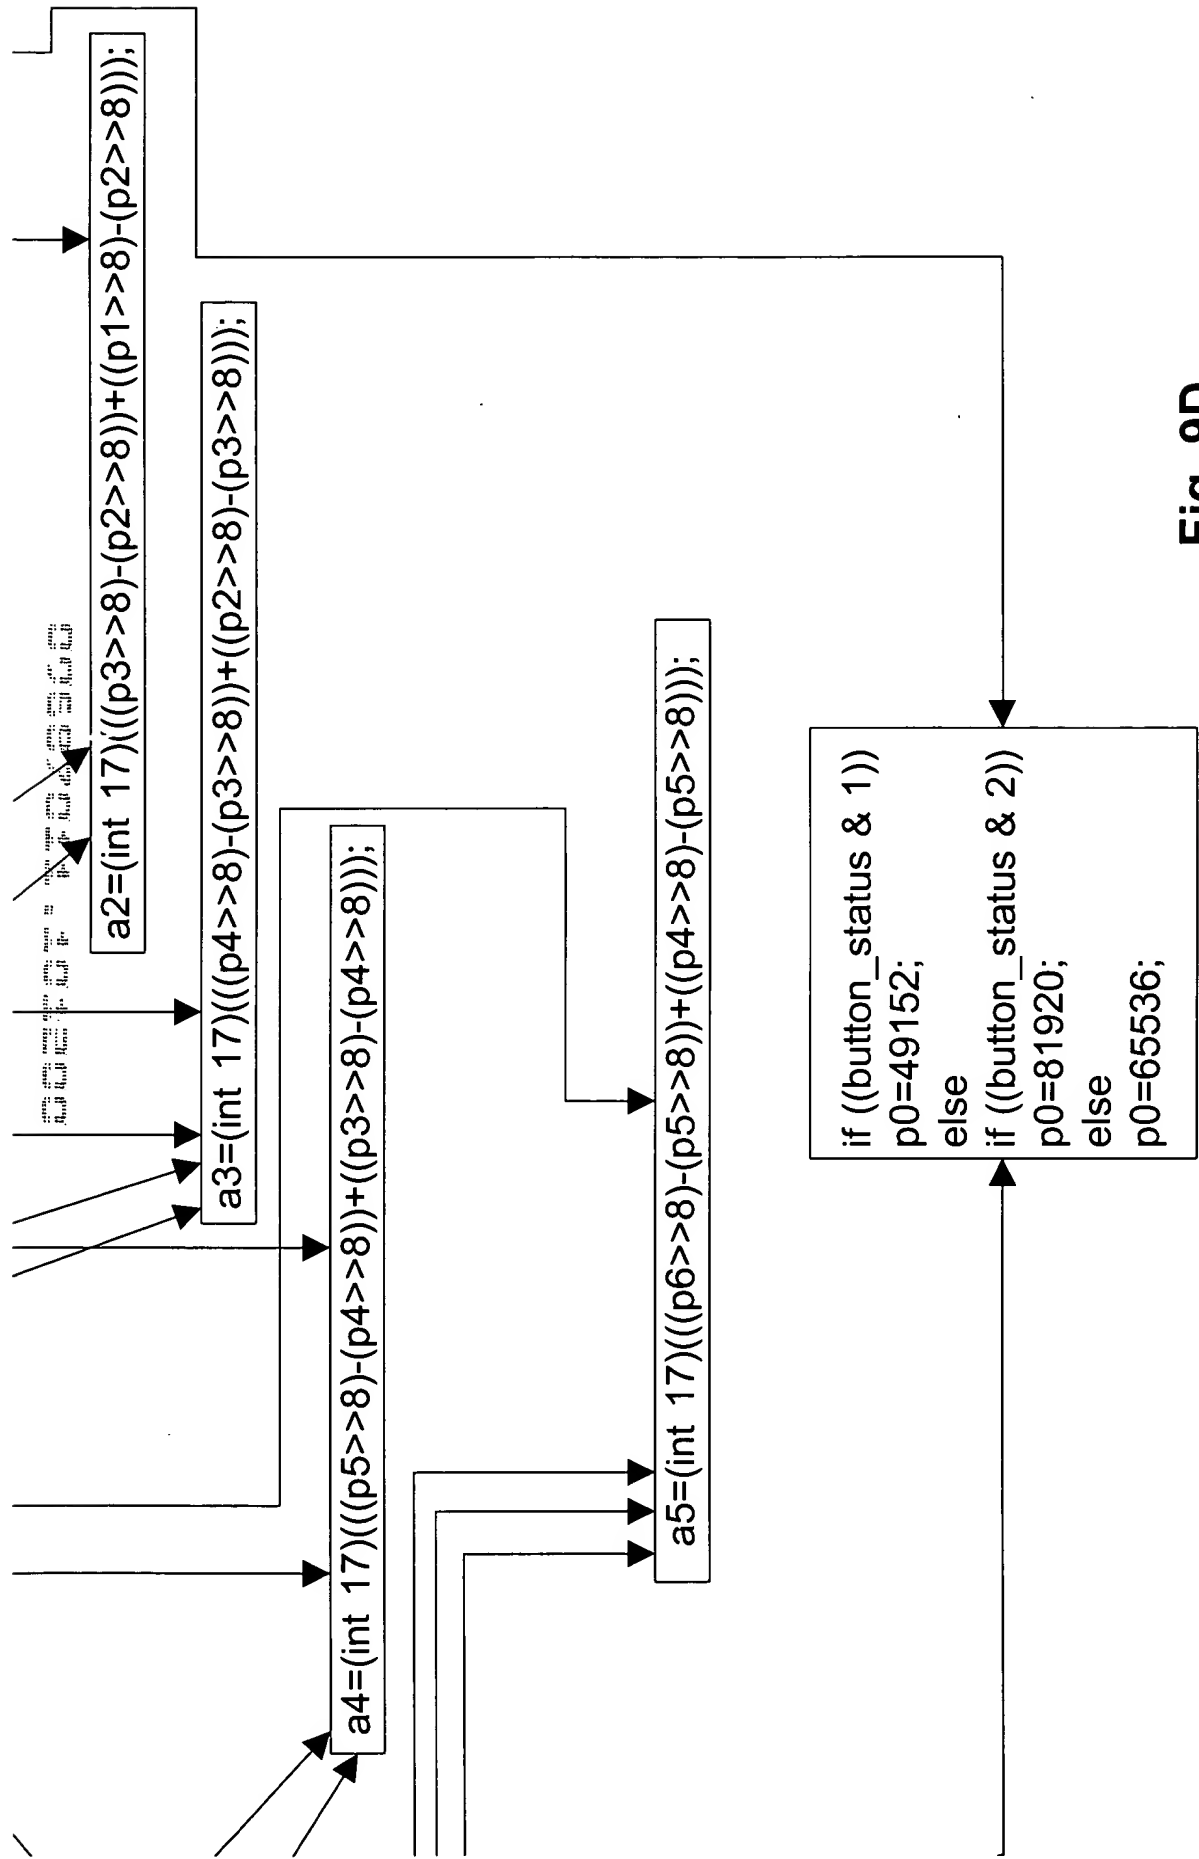 a2=(int 17)(((p3>>8)-(p2>>8))+((p1>>8)-(p2>>8)));
a3=(int 17)(((p4>>8)-(p3>>8))+((p2>>8)-(p3>>8)));
a4=(int 17)(((p5>>8)-(p4>>8))+((p3>>8)-(p4>>8)));
a5=(int 17)(((p6>>8)-(p5>>8))+((p4>>8)-(p5>>8)));
if ((button_status & 1))
p0=49152;
else
if ((button_status & 2))
p0=81920;
else
p0=65536;
Fig. 9D